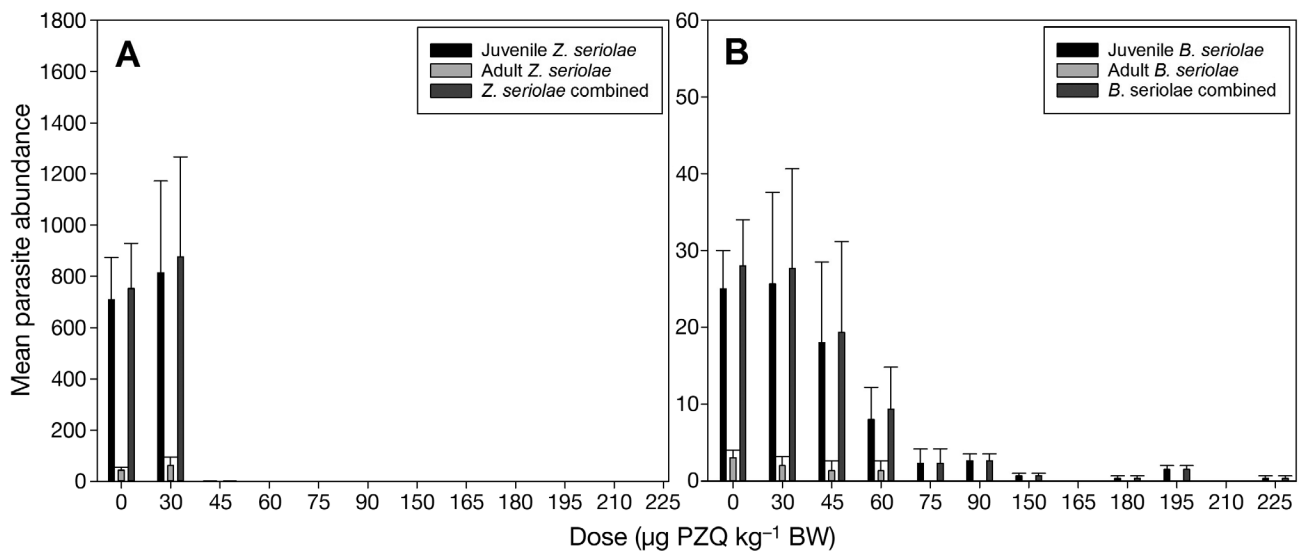 A
Juvenile Z. seriolae
Adult Z. seriolae
Z. seriolae combined
1800
1600
1400
1200
1000
800
600
400
200
0
0 30 45 60 75 90 150 165 180 195 210 225
Mean parasite abundance
B
Juvenile B. seriolae
Adult B. seriolae
B. seriolae combined
60
50
40
30
20
10
0
0 30 45 60 75 90 150 165 180 195 210 225
Dose (µg PZQ kg⁻¹ BW)